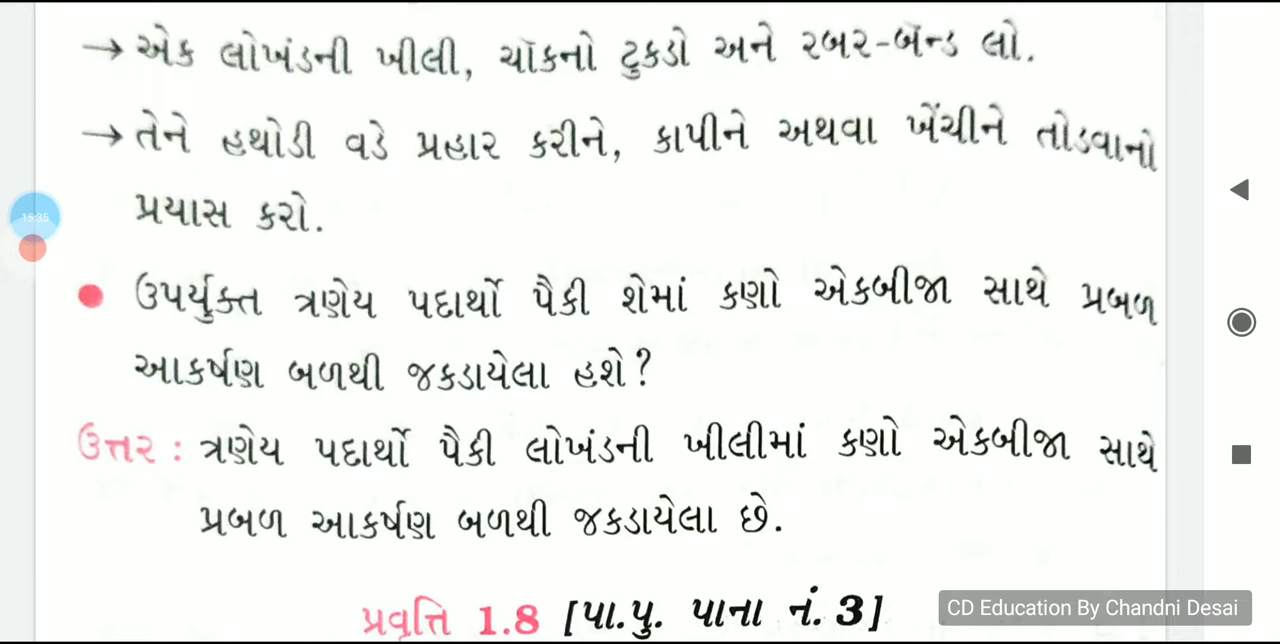 → એક લોખંડની ખીલી, ચૉકનો ટુકડો અને રબર-બૅન્ડ લો.
→ તેને હથોડી વડે પ્રહાર કરીને, કાપીને અથવા ખેંચીને તોડવાનો
પ્રયાસ કરો.
15:35
● ઉપર્યુક્ત ત્રણેય પદાર્થો પૈકી શેમાં કણો એકબીજા સાથે પ્રબળ
આકર્ષણ બળથી જકડાયેલા હશે?
ઉત્તર : ત્રણેય પદાર્થો પૈકી લોખંડની ખીલીમાં કણો એકબીજા સાથે
પ્રબળ આકર્ષણ બળથી જકડાયેલા છે.
પ્રવૃત્તિ 1.8 [પા.પુ. પાના નં. 3]
CD Education By Chandni Desai